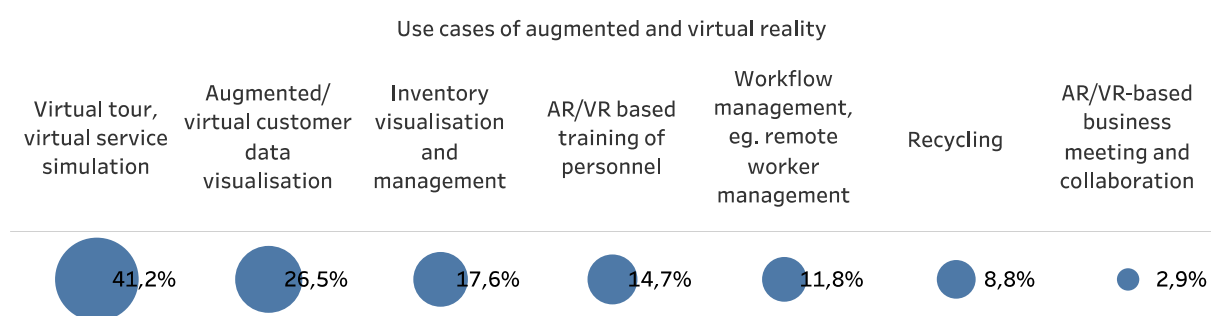 Use cases of augmented and virtual reality
Virtual tour,
virtual service
simulation
Augmented/
virtual customer
data
visualisation
Inventory
visualisation
and
management
AR/VR based
training of
personnel
Workflow
management,
eg. remote
worker
management
Recycling
AR/VR-based
business
meeting and
collaboration
41,2%
26,5%
17,6%
14,7%
11,8%
8,8%
2,9%